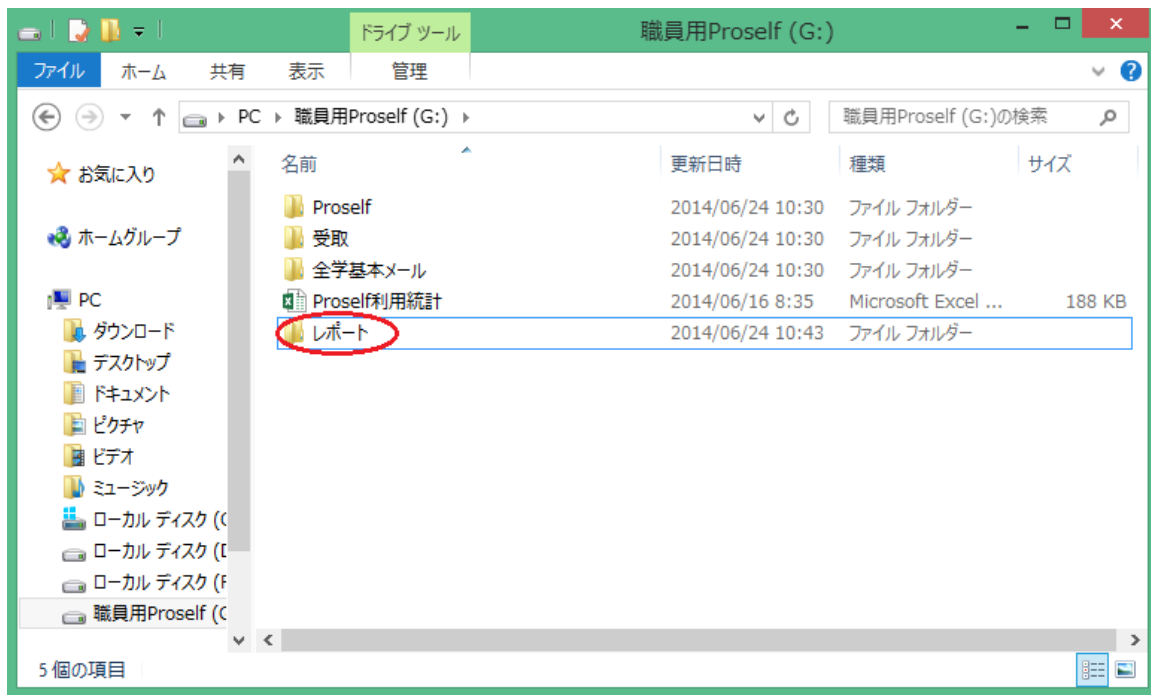 ドライブ ツール 職員用Proself (G:)
ファイル ホーム 共有 表示 管理
PC 職員用Proself (G:) 職員用Proself (G:)の検索
お気に入り
ホームグループ
PC
ダウンロード
デスクトップ
ドキュメント
ピクチャ
ビデオ
ミュージック
ローカル ディスク (C
ローカル ディスク (D
ローカル ディスク (F
職員用Proself (G
名前 更新日時 種類 サイズ
Proself 2014/06/24 10:30 ファイル フォルダー
受取 2014/06/24 10:30 ファイル フォルダー
全学基本メール 2014/06/24 10:30 ファイル フォルダー
Proself利用統計 2014/06/16 8:35 Microsoft Excel ... 188 KB
レポート 2014/06/24 10:43 ファイル フォルダー
5 個の項目